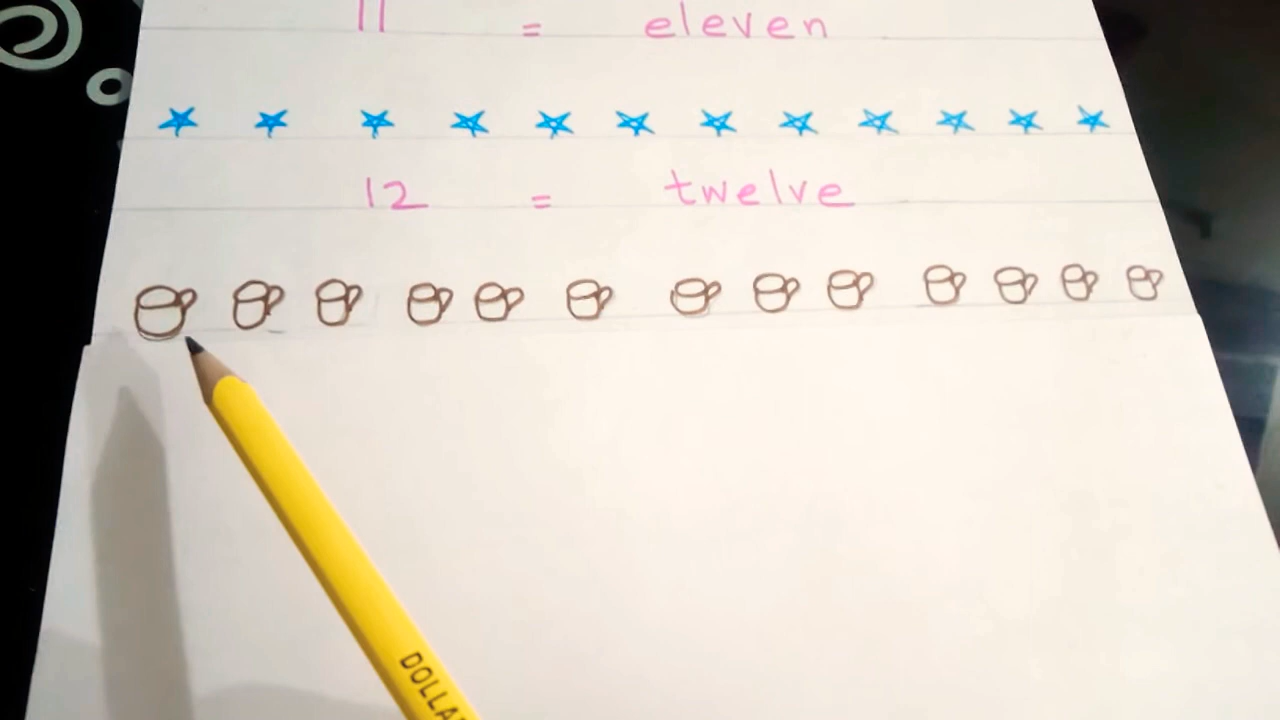 11 = eleven
12 = twelve
DOLLA